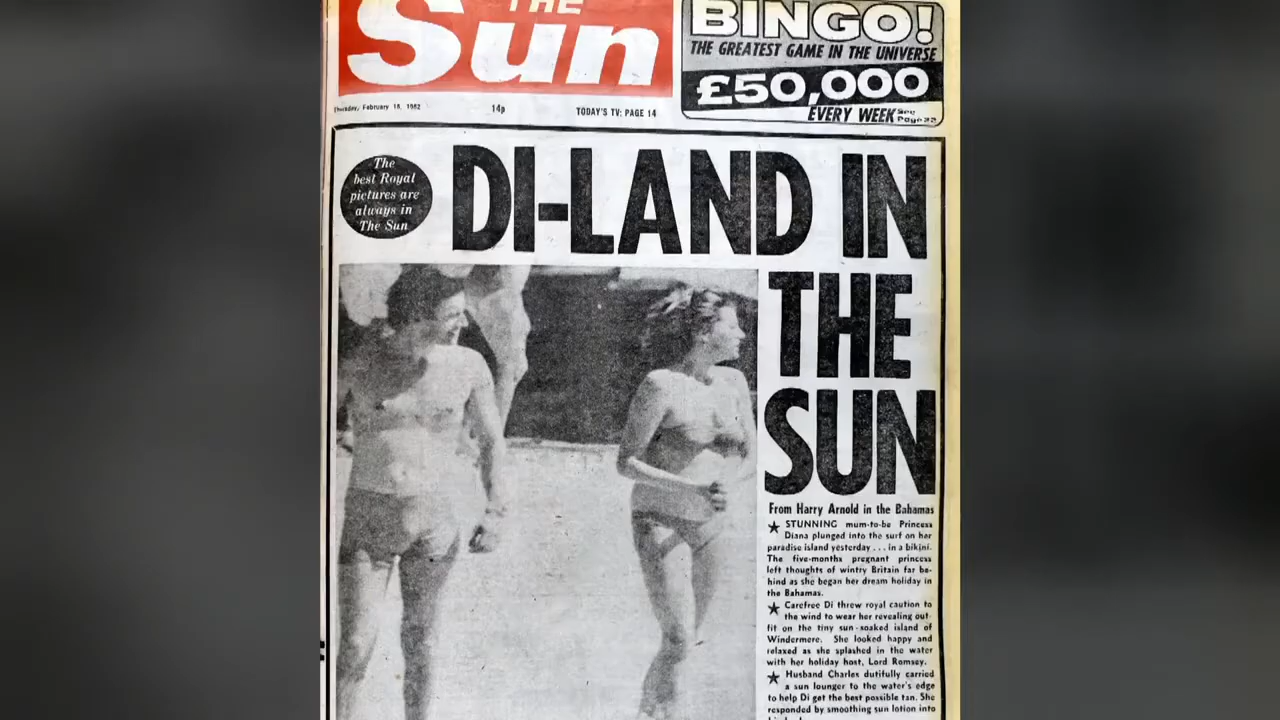 THE
Sun
BINGO!
THE GREATEST GAME IN THE UNIVERSE
£50,000
EVERY WEEK See
Page 22
Thursday, February 18, 1982
14p
TODAY'S TV: PAGE 14
The
best Royal
pictures are
always in
The Sun
DI-LAND IN
THE
SUN
From Harry Arnold in the Bahamas
★ STUNNING mum-to-be Princess
Diana plunged into the surf on her
paradise island yesterday . . . in a bikini.
The five-months pregnant princess
left thoughts of wintry Britain far be-
hind as she began her dream holiday in
the Bahamas.
★ Carefree Di threw royal caution to
the wind to wear her revealing out-
fit on the tiny sun-soaked island of
Windermere. She looked happy and
relaxed as she splashed in the water
with her holiday host, Lord Romsey.
★ Husband Charles dutifully carried
a sun lounger to the water's edge
to help Di get the best possible tan. She
responded by smoothing sun lotion into